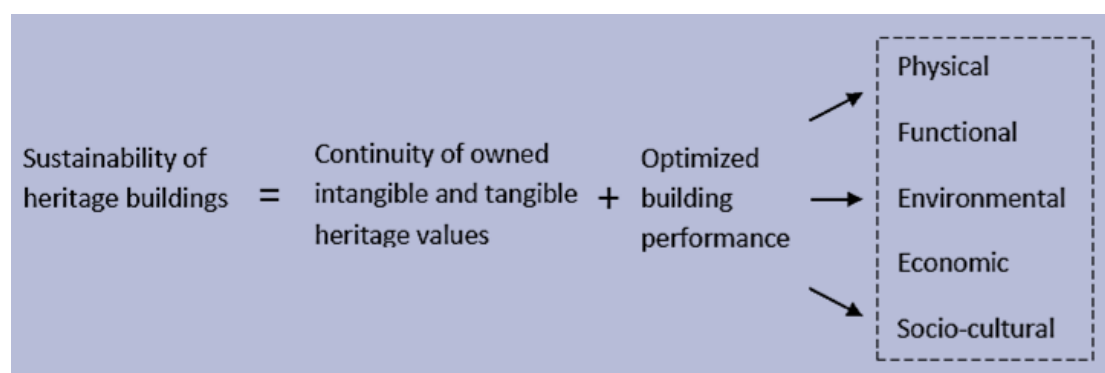 Sustainability of
heritage buildings
=
Continuity of owned
intangible and tangible
heritage values
+
Optimized
building
performance
Physical
Functional
Environmental
Economic
Socio-cultural